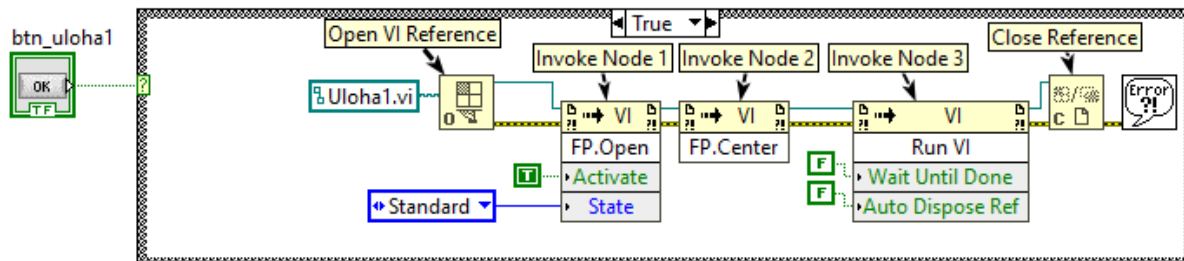 True
btn_uloha1
OK
TF
?
Open VI Reference
Invoke Node 1
Invoke Node 2
Invoke Node 3
Close Reference
Uloha1.vi
O
VI
VI
VI
C
Error
?!
FP.Open
FP.Center
Run VI
T
Activate
F
Wait Until Done
Standard
State
F
Auto Dispose Ref